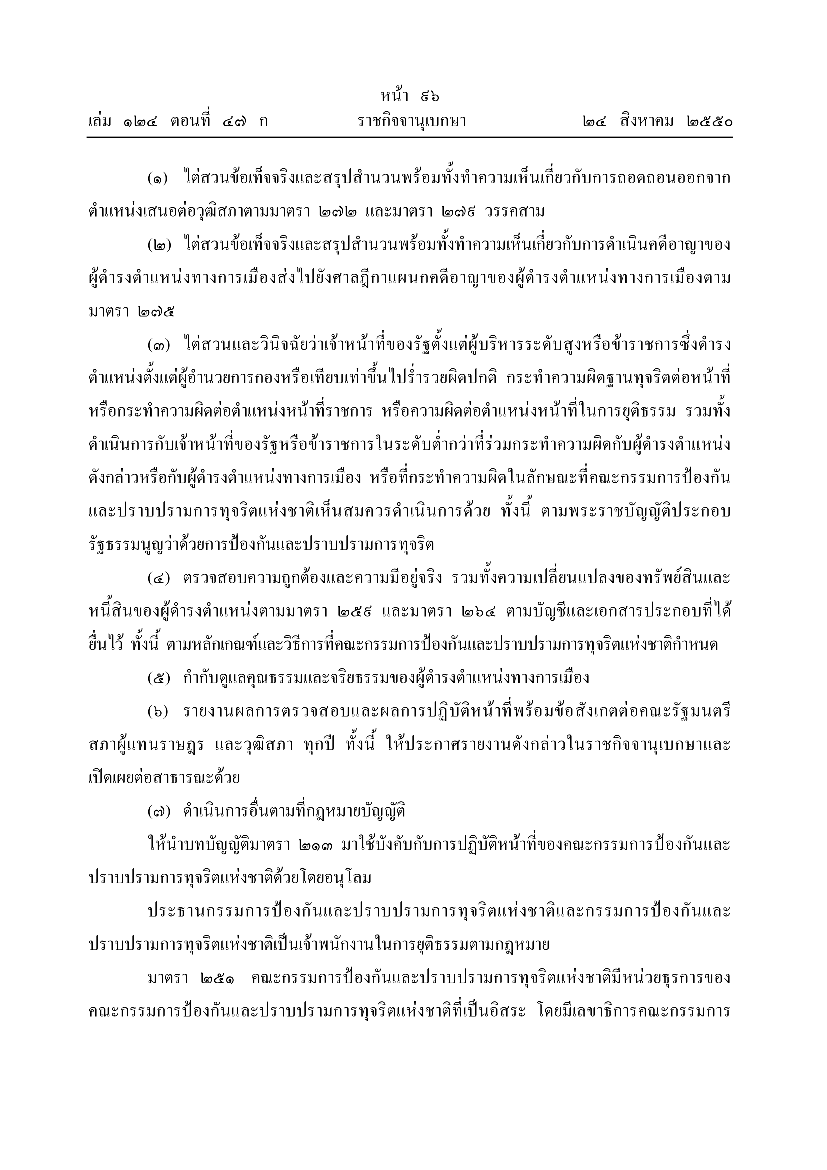 หน้า ๙๖
เล่ม ๑๒๔ ตอนที่ ๔๗ ก ราชกิจจานุเบกษา ๒๔ สิงหาคม ๒๕๕๐
(๑) ไต่สวนข้อเท็จจริงและสรุปสำนวนพร้อมทั้งทำความเห็นเกี่ยวกับการถอดถอนออกจาก
ตำแหน่งเสนอต่อวุฒิสภาตามมาตรา ๒๗๒ และมาตรา ๒๗๙ วรรคสาม
(๒) ไต่สวนข้อเท็จจริงและสรุปสำนวนพร้อมทั้งทำความเห็นเกี่ยวกับการดำเนินคดีอาญาของ
ผู้ดำรงตำแหน่งทางการเมืองส่งไปยังศาลฎีกาแผนกคดีอาญาของผู้ดำรงตำแหน่งทางการเมืองตาม
มาตรา ๒๗๕
(๓) ไต่สวนและวินิจฉัยว่าเจ้าหน้าที่ของรัฐตั้งแต่ผู้บริหารระดับสูงหรือข้าราชการซึ่งดำรง
ตำแหน่งตั้งแต่ผู้อำนวยการกองหรือเทียบเท่าขึ้นไปร่ำรวยผิดปกติ กระทำความผิดฐานทุจริตต่อหน้าที่
หรือกระทำความผิดต่อตำแหน่งหน้าที่ราชการ หรือความผิดต่อตำแหน่งหน้าที่ในการยุติธรรม รวมทั้ง
ดำเนินการกับเจ้าหน้าที่ของรัฐหรือข้าราชการในระดับต่ำกว่าที่ร่วมกระทำความผิดกับผู้ดำรงตำแหน่ง
ดังกล่าวหรือกับผู้ดำรงตำแหน่งทางการเมือง หรือที่กระทำความผิดในลักษณะที่คณะกรรมการป้องกัน
และปราบปรามการทุจริตแห่งชาติเห็นสมควรดำเนินการด้วย ทั้งนี้ ตามพระราชบัญญัติประกอบ
รัฐธรรมนูญว่าด้วยการป้องกันและปราบปรามการทุจริต
(๔) ตรวจสอบความถูกต้องและความมีอยู่จริง รวมทั้งความเปลี่ยนแปลงของทรัพย์สินและ
หนี้สินของผู้ดำรงตำแหน่งตามมาตรา ๒๕๙ และมาตรา ๒๖๔ ตามบัญชีและเอกสารประกอบที่ได้
ยื่นไว้ ทั้งนี้ ตามหลักเกณฑ์และวิธีการที่คณะกรรมการป้องกันและปราบปรามการทุจริตแห่งชาติกำหนด
(๕) กำกับดูแลคุณธรรมและจริยธรรมของผู้ดำรงตำแหน่งทางการเมือง
(๖) รายงานผลการตรวจสอบและผลการปฏิบัติหน้าที่พร้อมข้อสังเกตต่อคณะรัฐมนตรี
สภาผู้แทนราษฎร และวุฒิสภา ทุกปี ทั้งนี้ ให้ประกาศรายงานดังกล่าวในราชกิจจานุเบกษาและ
เปิดเผยต่อสาธารณะด้วย
(๗) ดำเนินการอื่นตามที่กฎหมายบัญญัติ
ให้นำบทบัญญัติมาตรา ๒๑๓ มาใช้บังคับกับการปฏิบัติหน้าที่ของคณะกรรมการป้องกันและ
ปราบปรามการทุจริตแห่งชาติด้วยโดยอนุโลม
ประธานกรรมการป้องกันและปราบปรามการทุจริตแห่งชาติและกรรมการป้องกันและ
ปราบปรามการทุจริตแห่งชาติเป็นเจ้าพนักงานในการยุติธรรมตามกฎหมาย
มาตรา ๒๕๑ คณะกรรมการป้องกันและปราบปรามการทุจริตแห่งชาติมีหน่วยธุรการของ
คณะกรรมการป้องกันและปราบปรามการทุจริตแห่งชาติที่เป็นอิสระ โดยมีเลขาธิการคณะกรรมการ